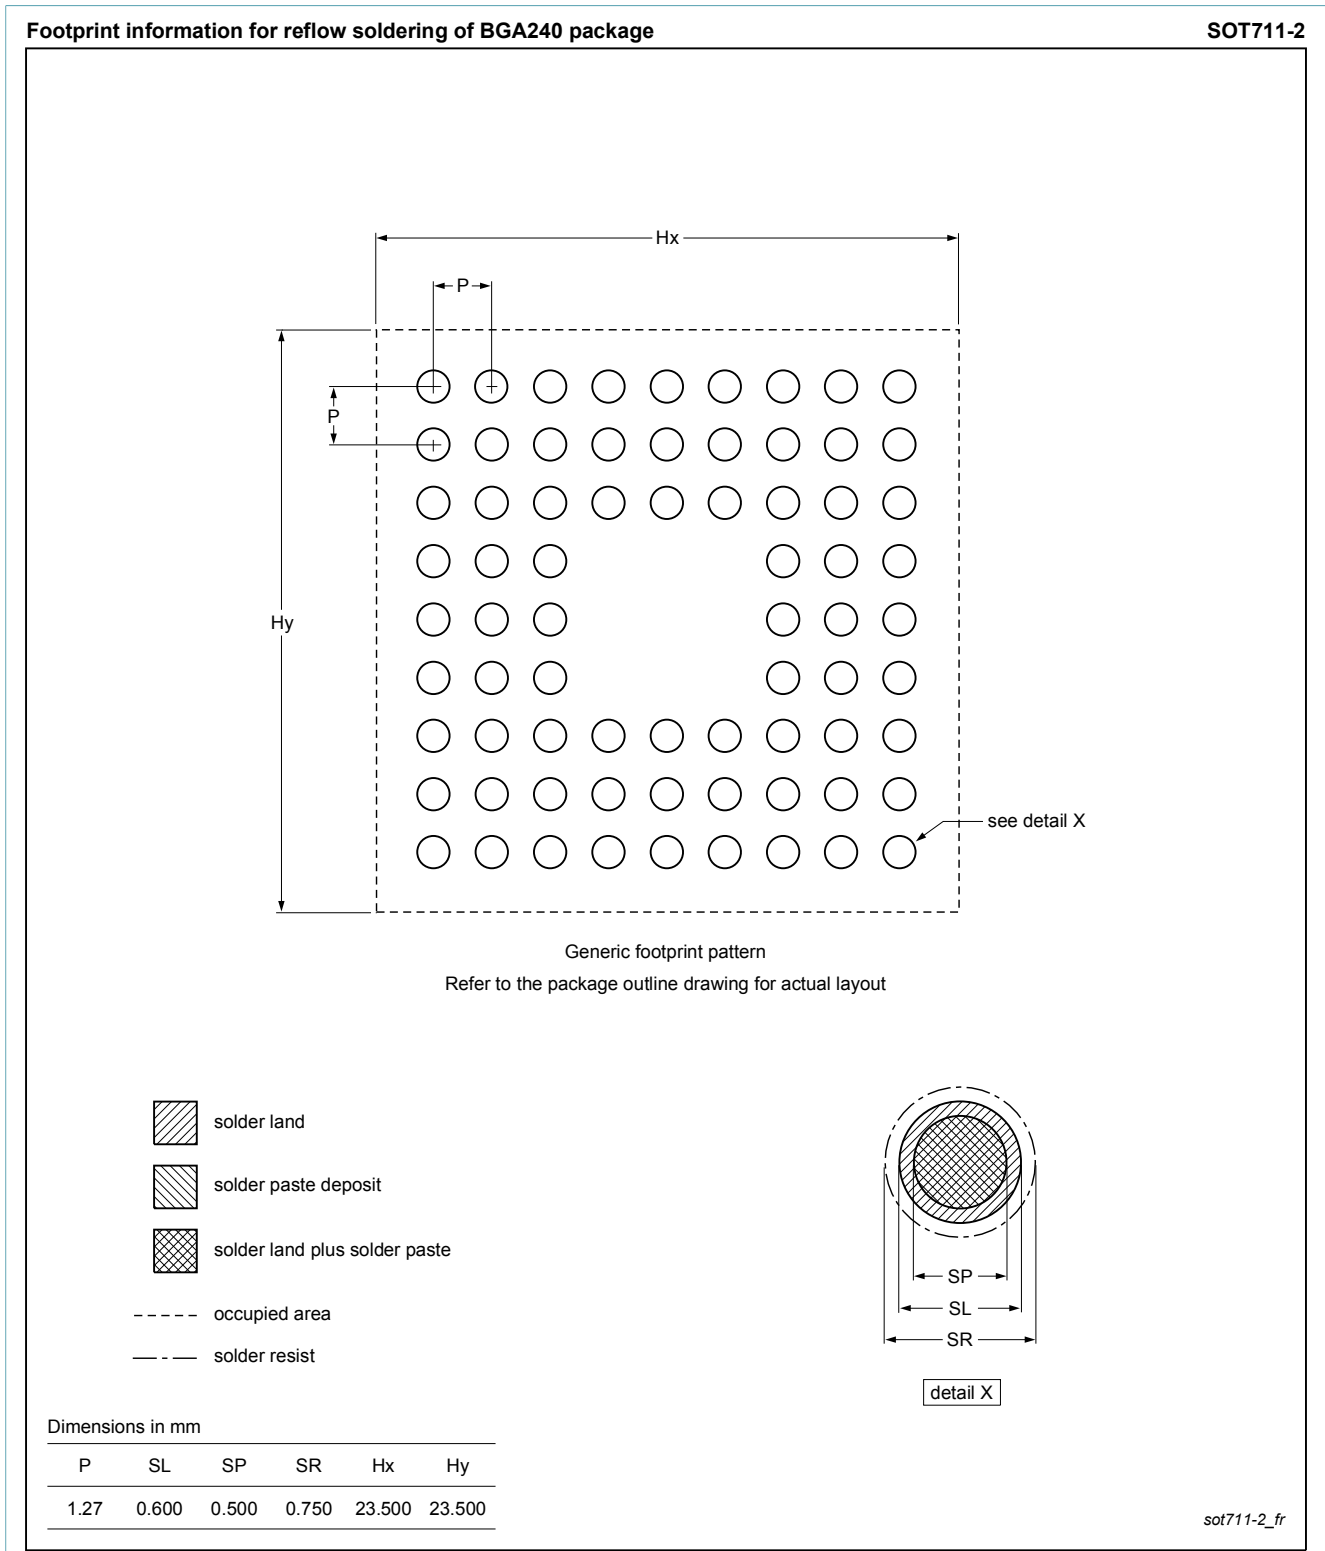 Footprint information for reflow soldering of BGA240 package SOT711-2
Hx
P
P
Hy
see detail X
Generic footprint pattern
Refer to the package outline drawing for actual layout
solder land
solder paste deposit
solder land plus solder paste
occupied area
solder resist
SP
SL
SR
detail X
Dimensions in mm
P SL SP SR Hx Hy
1.27 0.600 0.500 0.750 23.500 23.500
sot711-2_fr